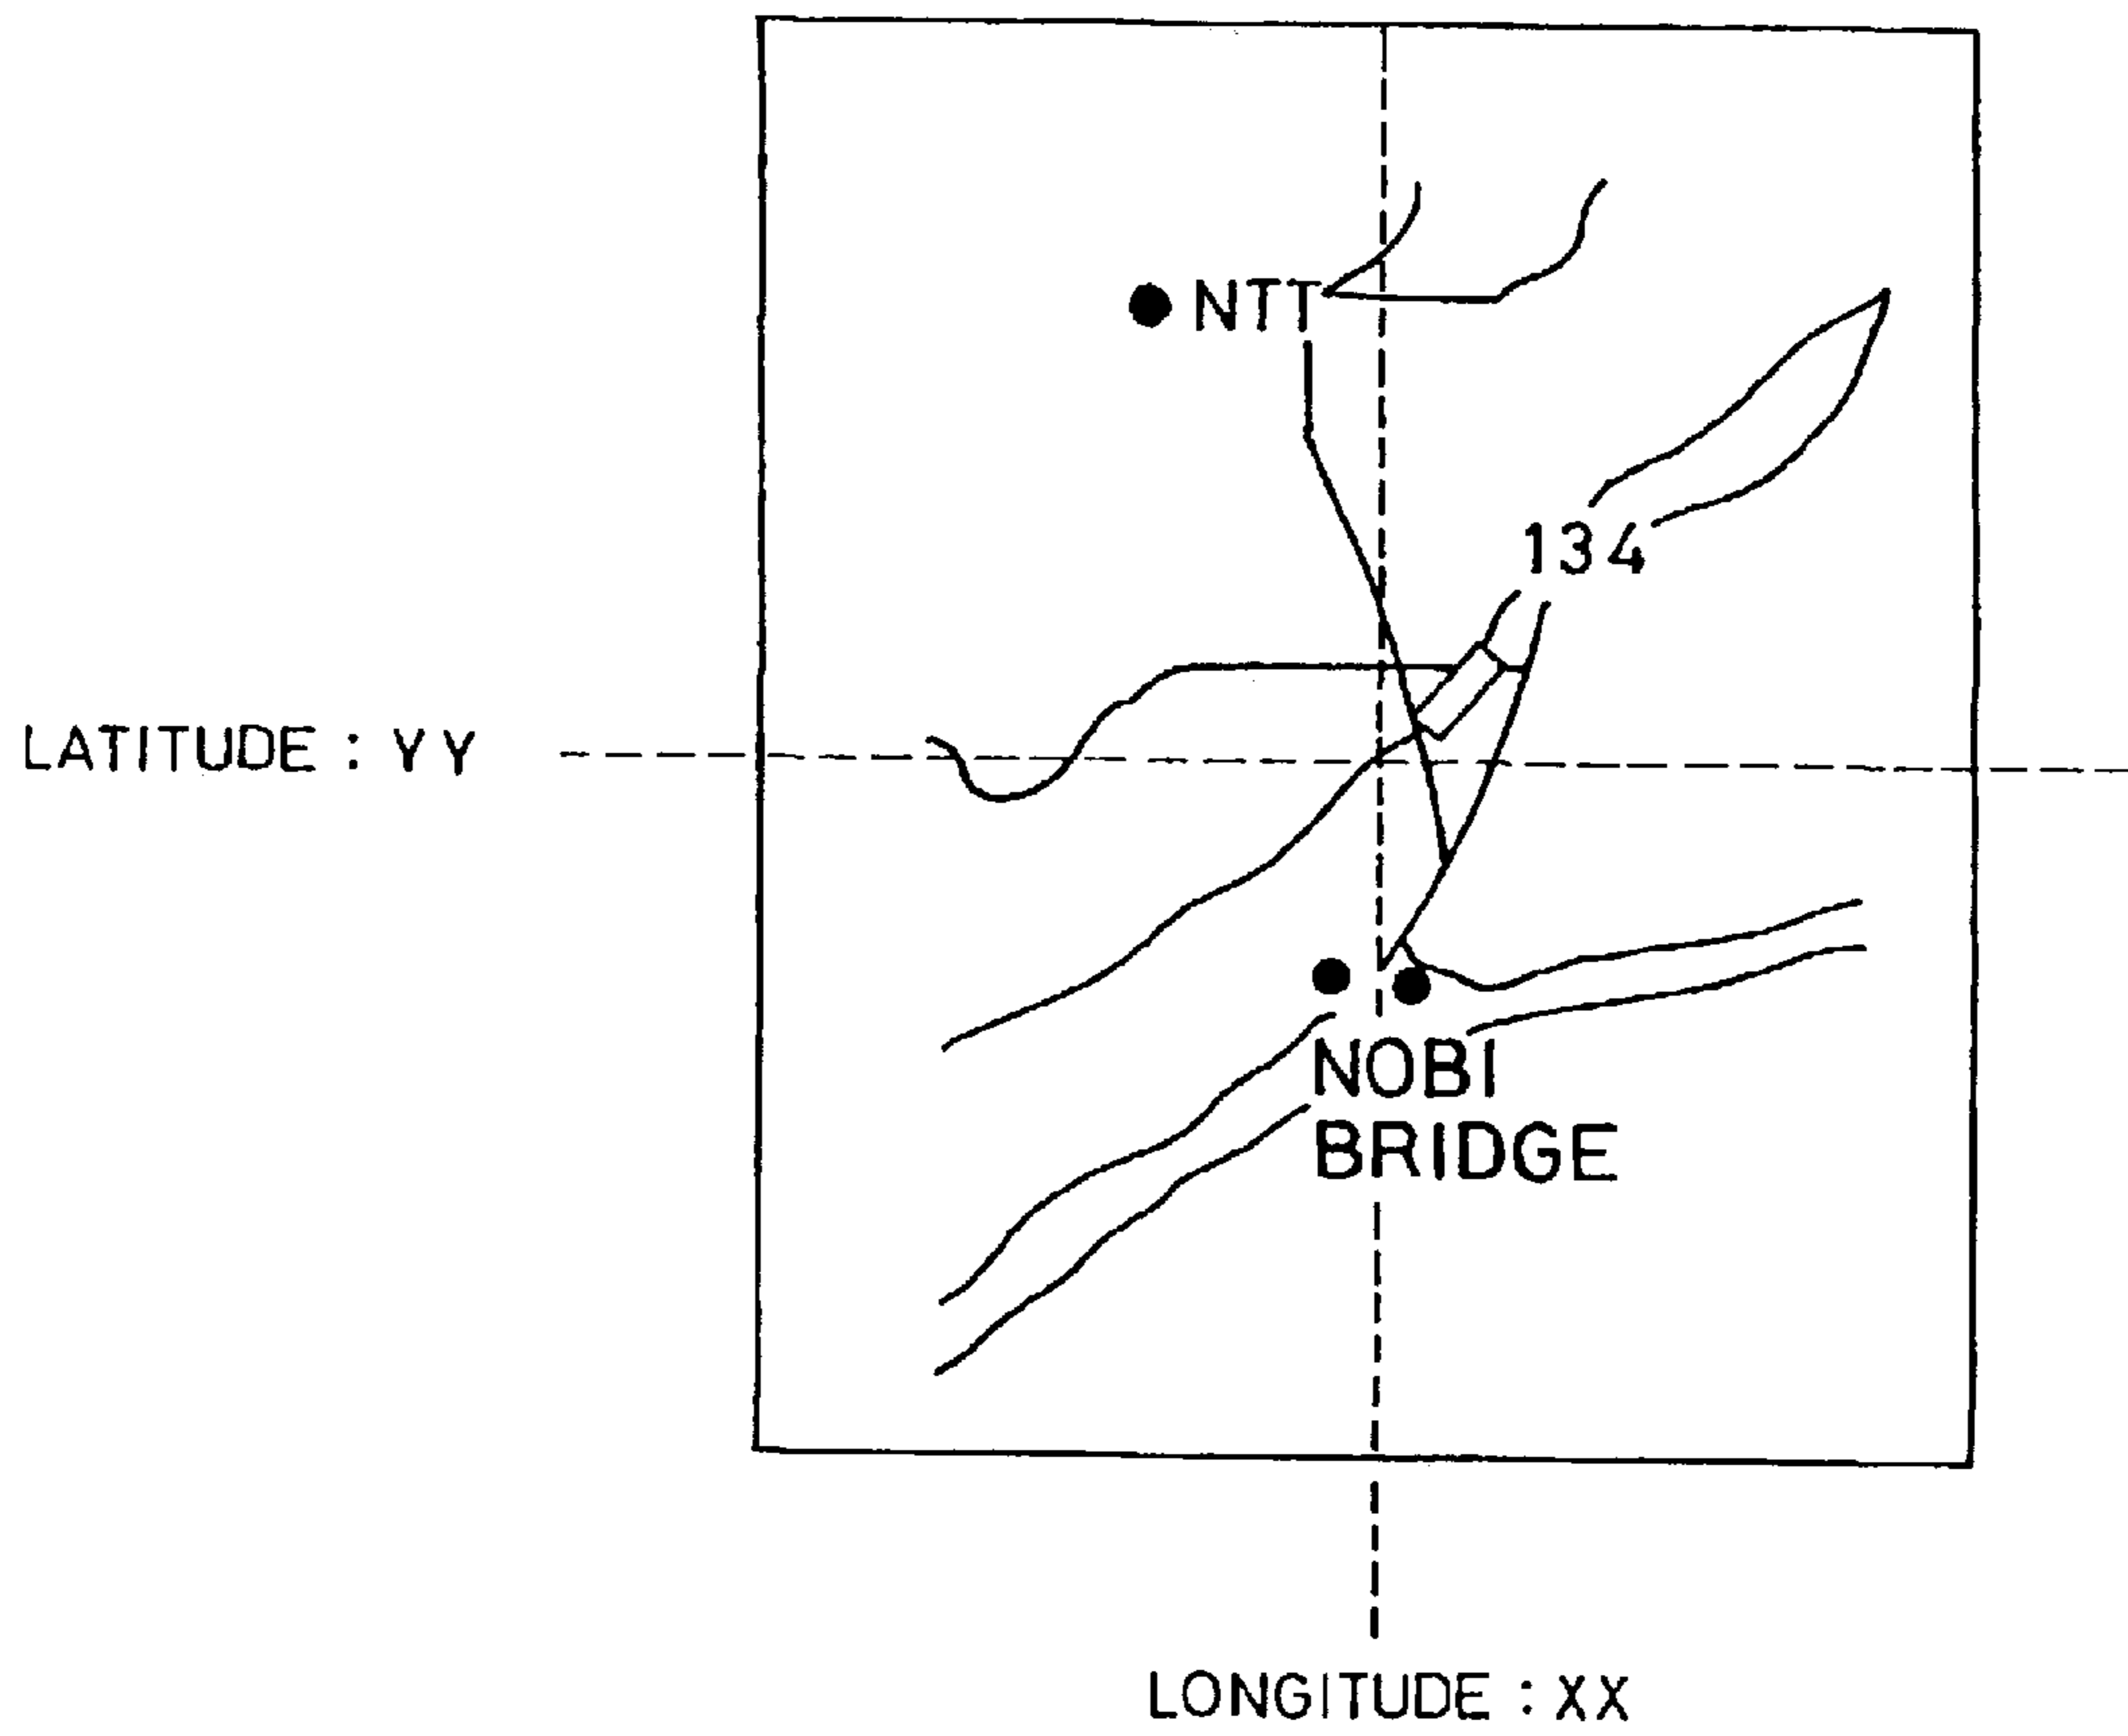 NTT
134
LATITUDE : YY
NOBI
BRIDGE
LONGITUDE : XX